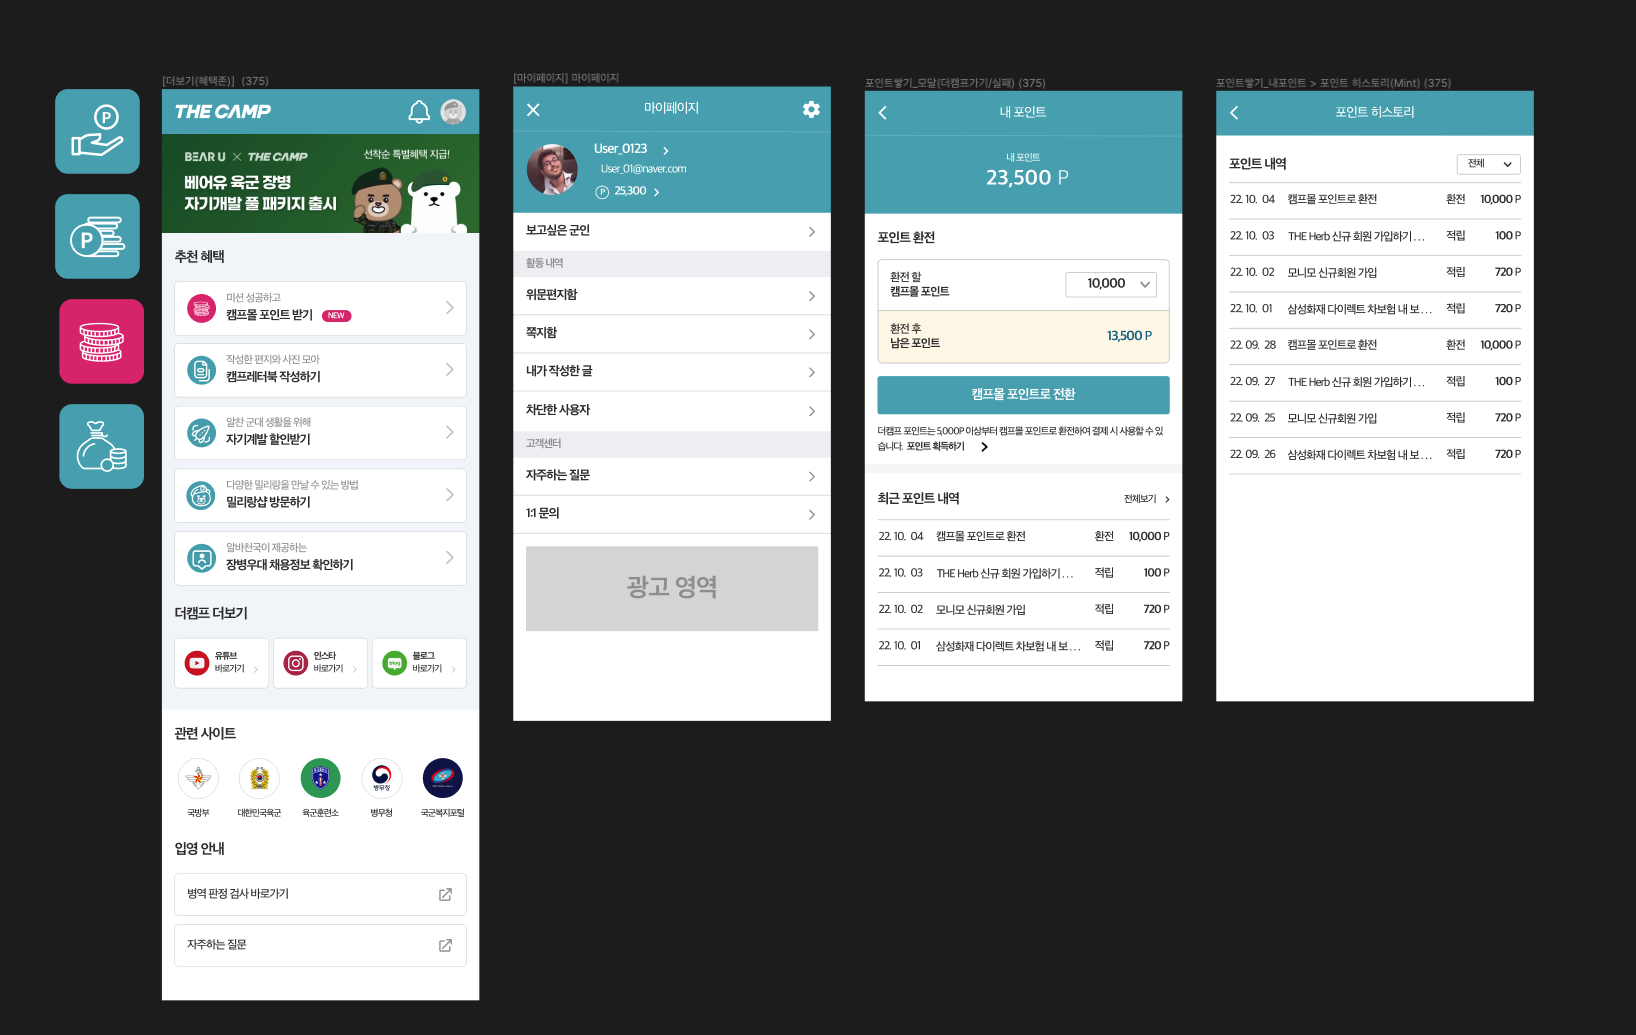 P
P
[더보기(혜택존)]  (375)
THE CAMP
BEAR U × THE CAMP
선착순 특별혜택 지급!
베어유 육군 장병
자기개발 풀 패키지 출시
추천 혜택
미션 성공하고
캠프몰 포인트 받기 NEW
작성한 편지와 사진 모아
캠프레터북 작성하기
알찬 군대 생활을 위해
자기계발 할인받기
다양한 밀리랑을 만날 수 있는 방법
밀리랑샵 방문하기
알바천국이 제공하는
장병우대 채용정보 확인하기
더캠프 더보기
유튜브
바로가기
인스타
바로가기
blog
블로그
바로가기
관련 사이트
병무청
국방부
대한민국육군
육군훈련소
병무청
국군복지포털
입영 안내
병역 판정 검사 바로가기
자주하는 질문
[마이페이지] 마이페이지
마이페이지
User_0123
User_01@naver.com
P 25,300
보고싶은 군인
활동 내역
위문편지함
쪽지함
내가 작성한 글
차단한 사용자
고객센터
자주하는 질문
1:1 문의
광고 영역
포인트쌓기_모달(더캠프가기/실패) (375)
내 포인트
내 포인트
23,500 P
포인트 환전
환전 할
캠프몰 포인트
10,000
환전 후
남은 포인트
13,500 P
캠프몰 포인트로 전환
더캠프 포인트는 5,000P 이상부터 캠프몰 포인트로 환전하여 결제 시 사용할 수 있
습니다. 포인트 획득하기
최근 포인트 내역
전체보기
22. 10. 04 캠프몰 포인트로 환전 환전 10,000 P
22. 10. 03 THE Herb 신규 회원 가입하기 . . . 적립 100 P
22. 10. 02 모니모 신규회원 가입 적립 720 P
22. 10. 01 삼성화재 다이렉트 차보험 내 보 . . . 적립 720 P
포인트쌓기_내포인트 > 포인트 히스토리(Mint) (375)
포인트 히스토리
포인트 내역
전체
22. 10. 04 캠프몰 포인트로 환전 환전 10,000 P
22. 10. 03 THE Herb 신규 회원 가입하기 . . . 적립 100 P
22. 10. 02 모니모 신규회원 가입 적립 720 P
22. 10. 01 삼성화재 다이렉트 차보험 내 보 . . . 적립 720 P
22. 09. 28 캠프몰 포인트로 환전 환전 10,000 P
22. 09. 27 THE Herb 신규 회원 가입하기 . . . 적립 100 P
22. 09. 25 모니모 신규회원 가입 적립 720 P
22. 09. 26 삼성화재 다이렉트 차보험 내 보 . . . 적립 720 P